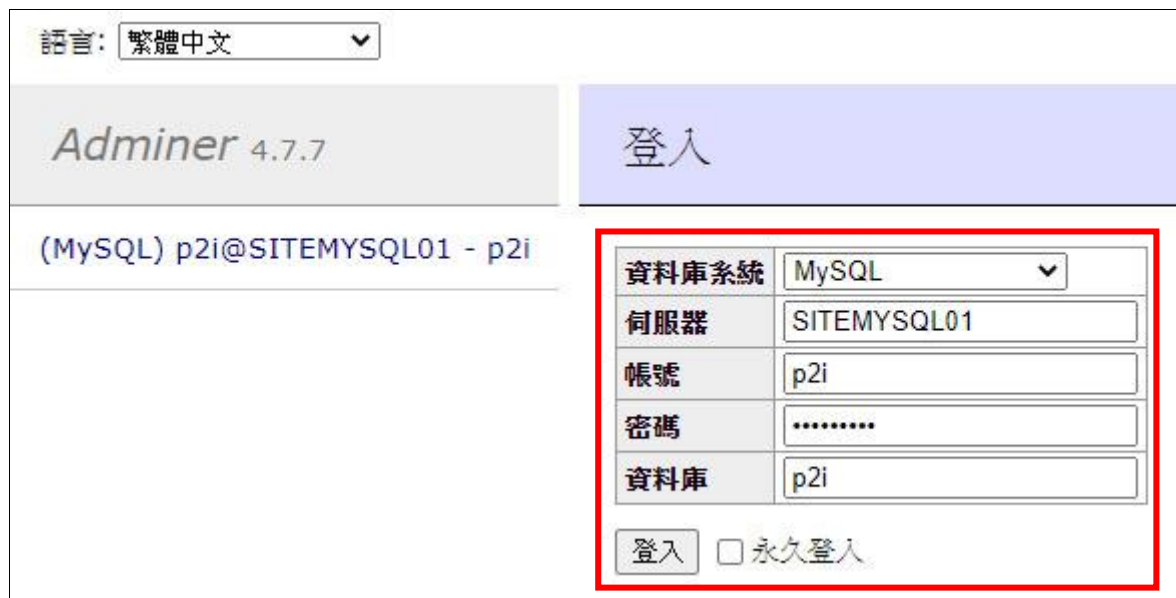 語言: 繁體中文
Adminer 4.7.7
登入
(MySQL) p2i@SITEMYSQL01 - p2i
資料庫系統 MySQL
伺服器 SITEMYSQL01
帳號 p2i
密碼 •••••••••
資料庫 p2i
登入 永久登入